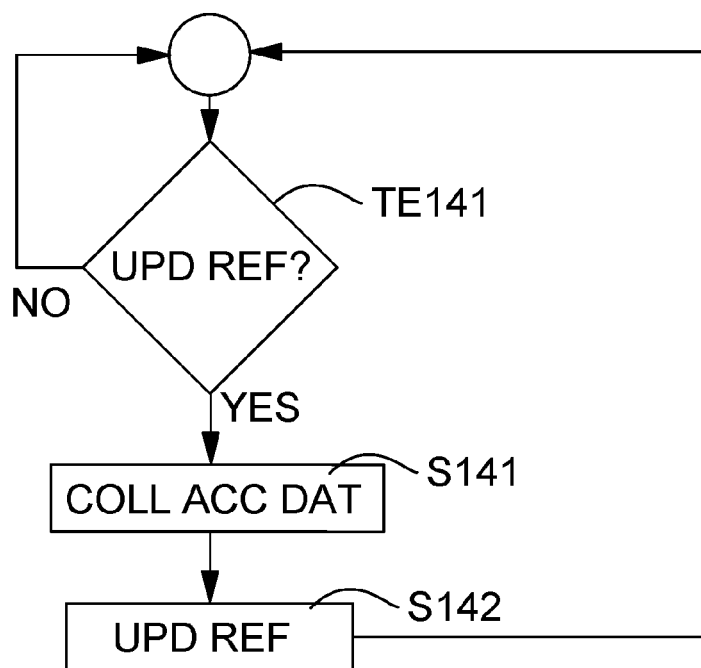 TE141
UPD REF?
NO
YES
S141
COLL ACC DAT
S142
UPD REF